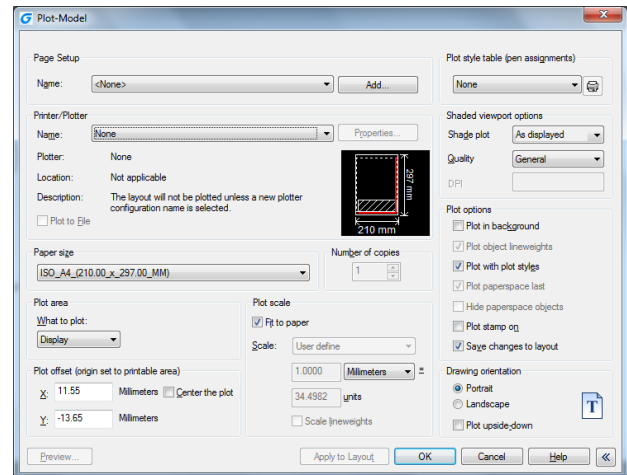 Plot-Model
Page Setup
Name: <None> Add...
Printer/Plotter
Name: None Properties...
Plotter: None
Location: Not applicable
Description: The layout will not be plotted unless a new plotter
configuration name is selected.
Plot to File
297 mm
210 mm
Paper size
ISO_A4_(210.00_x_297.00_MM)
Number of copies
1
Plot area
What to plot:
Display
Plot scale
Fit to paper
Scale: User define
1.0000 Millimeters =
34.4982 units
Scale lineweights
Plot offset (origin set to printable area)
X: 11.55 Millimeters Center the plot
Y: -13.65 Millimeters
Plot style table (pen assignments)
None
Shaded viewport options
Shade plot As displayed
Quality General
DPI
Plot options
Plot in background
Plot object lineweights
Plot with plot styles
Plot paperspace last
Hide paperspace objects
Plot stamp on
Save changes to layout
Drawing orientation
Portrait
Landscape
Plot upside-down
T
Preview... Apply to Layout OK Cancel Help «